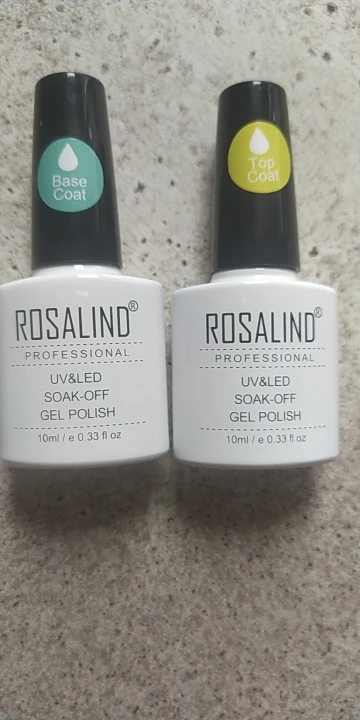 Base
Coat
ROSALIND®
PROFESSIONAL
UV&LED
SOAK-OFF
GEL POLISH
10ml / e 0.33 fl oz
Top
Coat
ROSALIND®
PROFESSIONAL
UV&LED
SOAK-OFF
GEL POLISH
10ml / e 0.33 fl oz